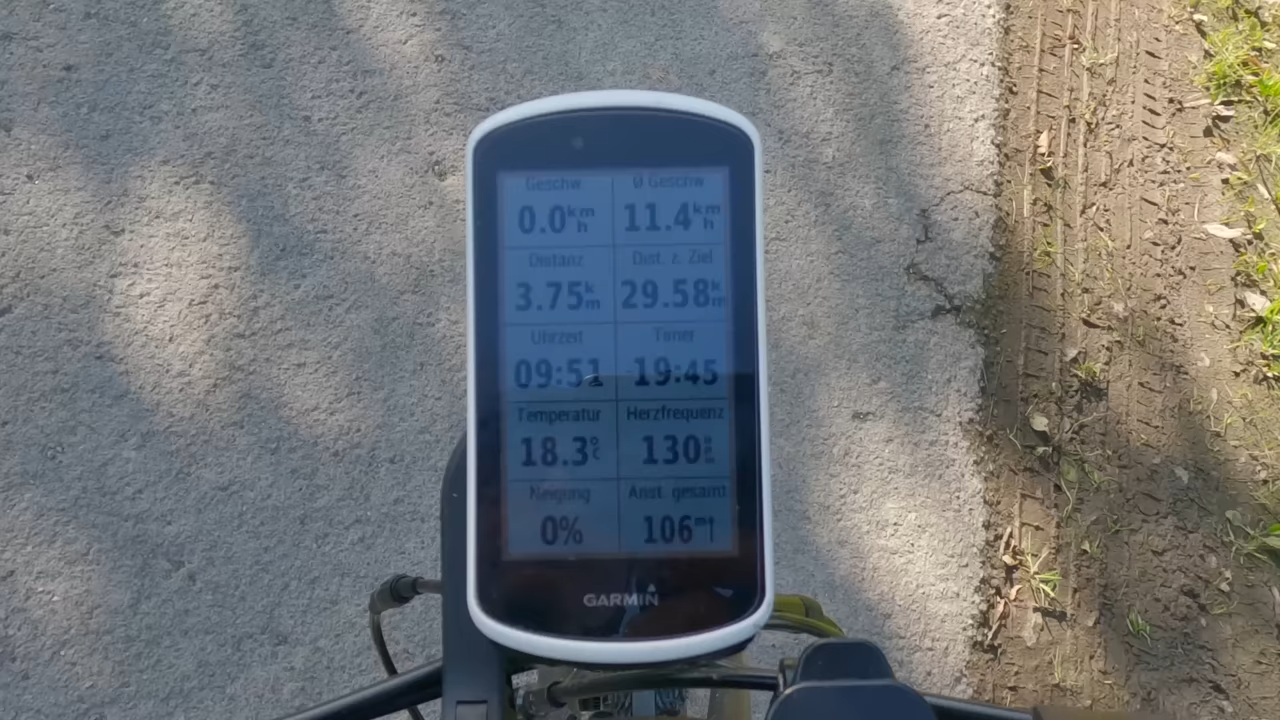 Geschw Ø Geschw
0.0 km/h 11.4 km/h
Distanz Dist. z. Ziel
3.75 km 29.58 km
Uhrzeit Timer
09:51 19:45
Temperatur Herzfrequenz
18.3 °C 130
Neigung Anst. gesamt
0% 106 m
GARMIN